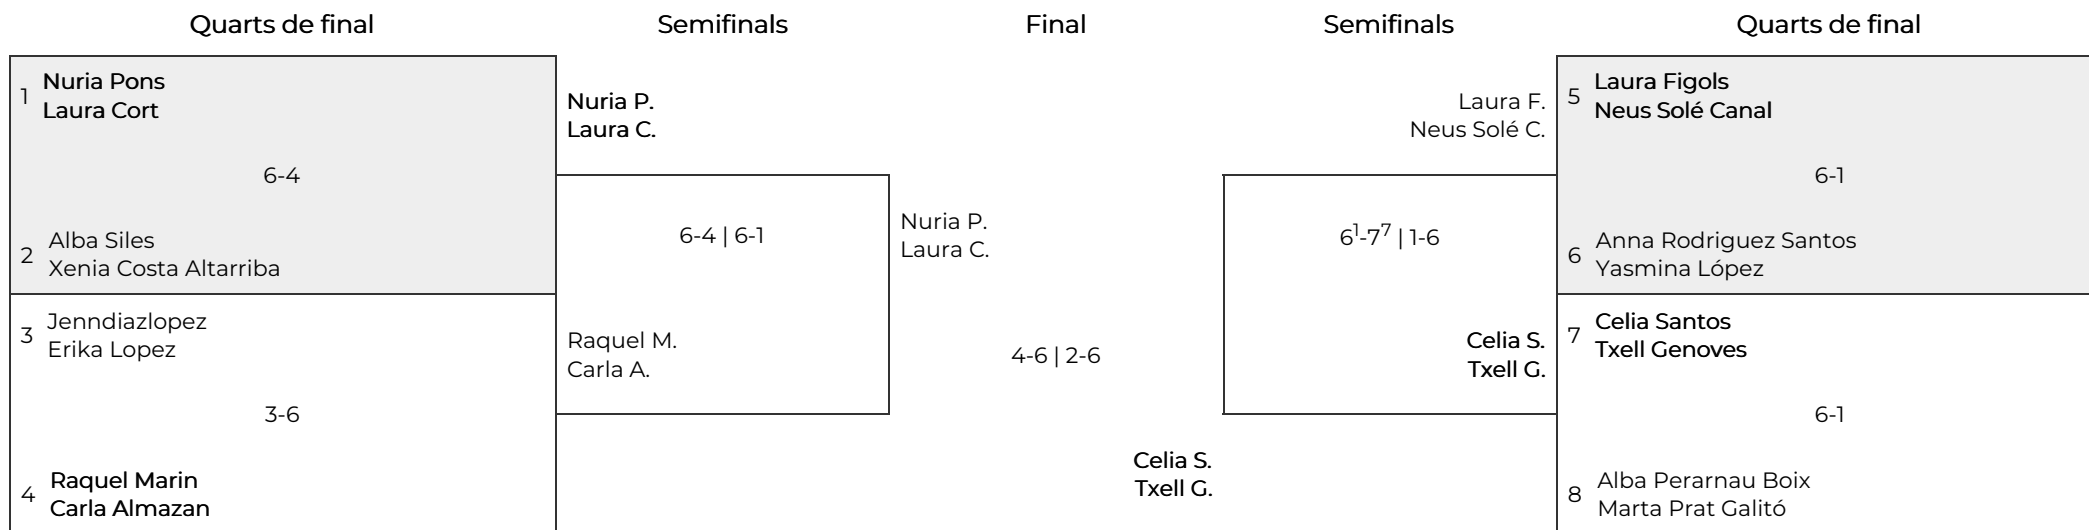 Quarts de final
Semifinals
Final
Semifinals
Quarts de final
1
Nuria Pons
Laura Cort
6-4
2
Alba Siles
Xenia Costa Altarriba
3
Jenndiazlopez
Erika Lopez
3-6
4
Raquel Marin
Carla Almazan
Nuria P.
Laura C.
6-4 | 6-1
Raquel M.
Carla A.
Nuria P.
Laura C.
4-6 | 2-6
Celia S.
Txell G.
Laura F.
Neus Solé C.
6¹-7⁷ | 1-6
Celia S.
Txell G.
5
Laura Figols
Neus Solé Canal
6-1
6
Anna Rodriguez Santos
Yasmina López
7
Celia Santos
Txell Genoves
6-1
8
Alba Perarnau Boix
Marta Prat Galitó